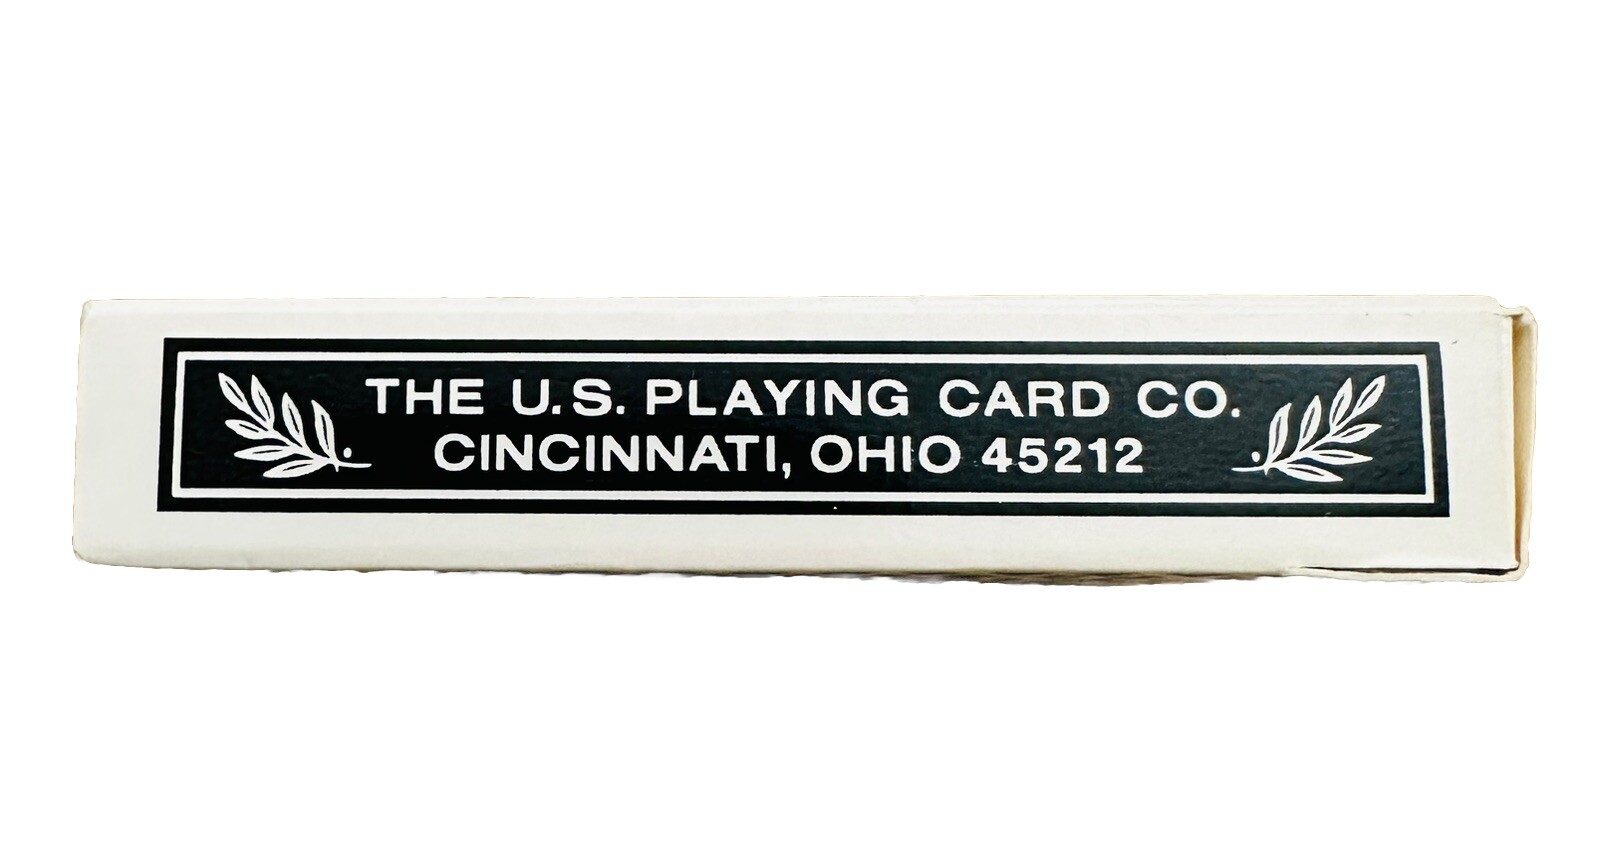 THE U.S. PLAYING CARD CO.
CINCINNATI, OHIO 45212